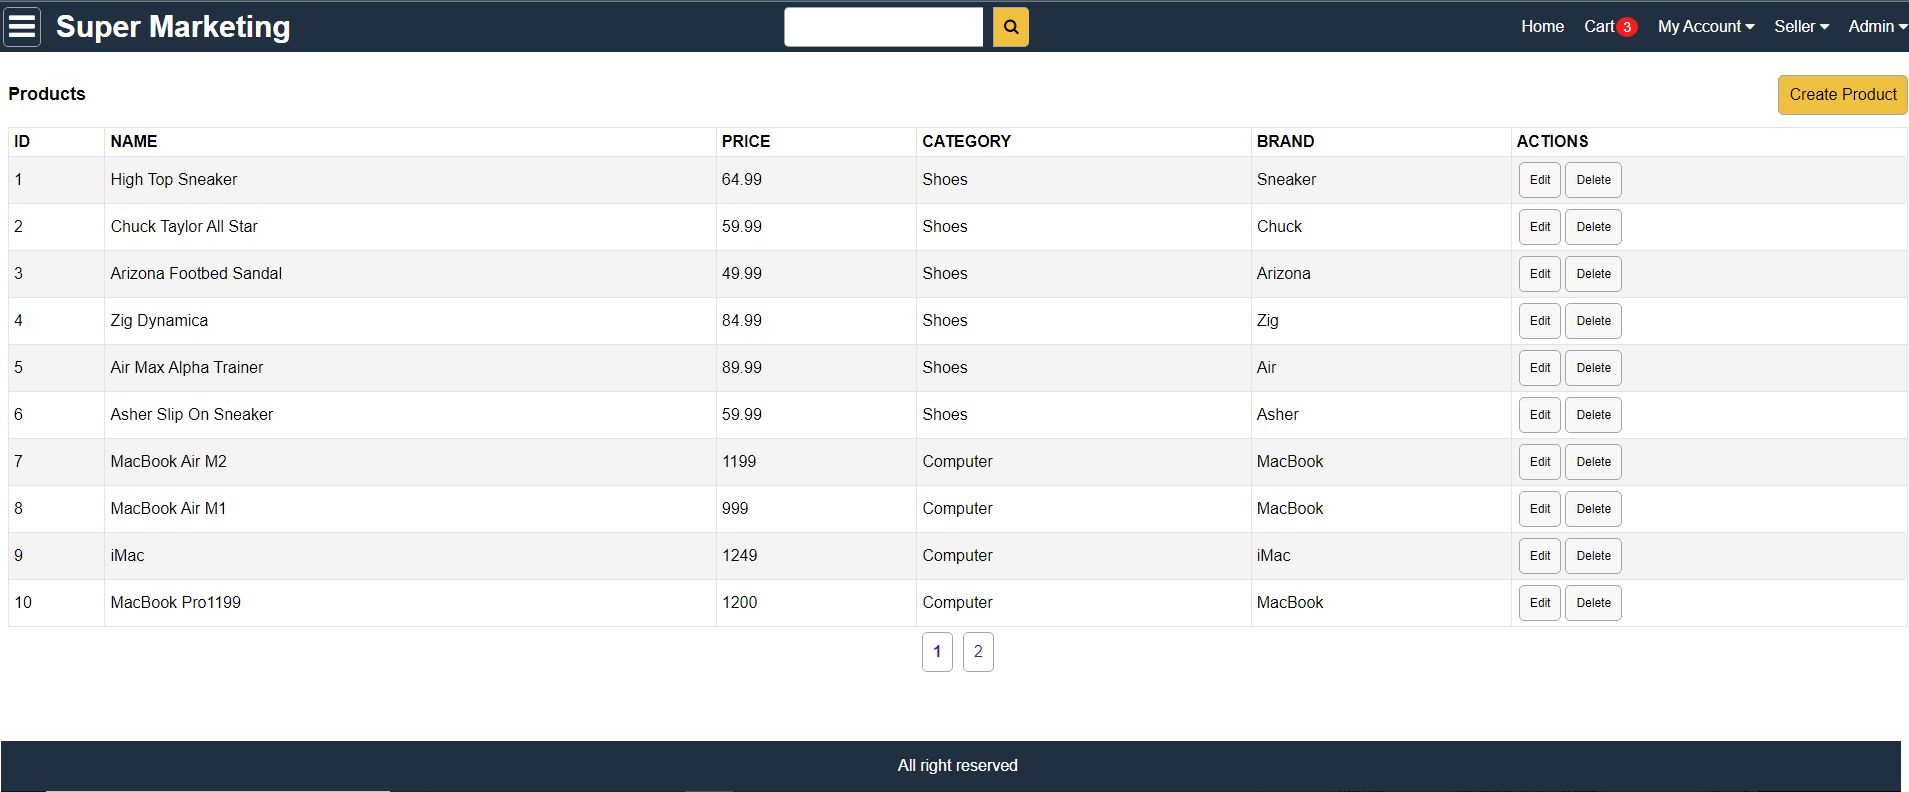 Super Marketing Home Cart 3 My Account Seller Admin
Products Create Product
ID NAME PRICE CATEGORY BRAND ACTIONS
1 High Top Sneaker 64.99 Shoes Sneaker Edit Delete
2 Chuck Taylor All Star 59.99 Shoes Chuck Edit Delete
3 Arizona Footbed Sandal 49.99 Shoes Arizona Edit Delete
4 Zig Dynamica 84.99 Shoes Zig Edit Delete
5 Air Max Alpha Trainer 89.99 Shoes Air Edit Delete
6 Asher Slip On Sneaker 59.99 Shoes Asher Edit Delete
7 MacBook Air M2 1199 Computer MacBook Edit Delete
8 MacBook Air M1 999 Computer MacBook Edit Delete
9 iMac 1249 Computer iMac Edit Delete
10 MacBook Pro1199 1200 Computer MacBook Edit Delete
1 2
All right reserved